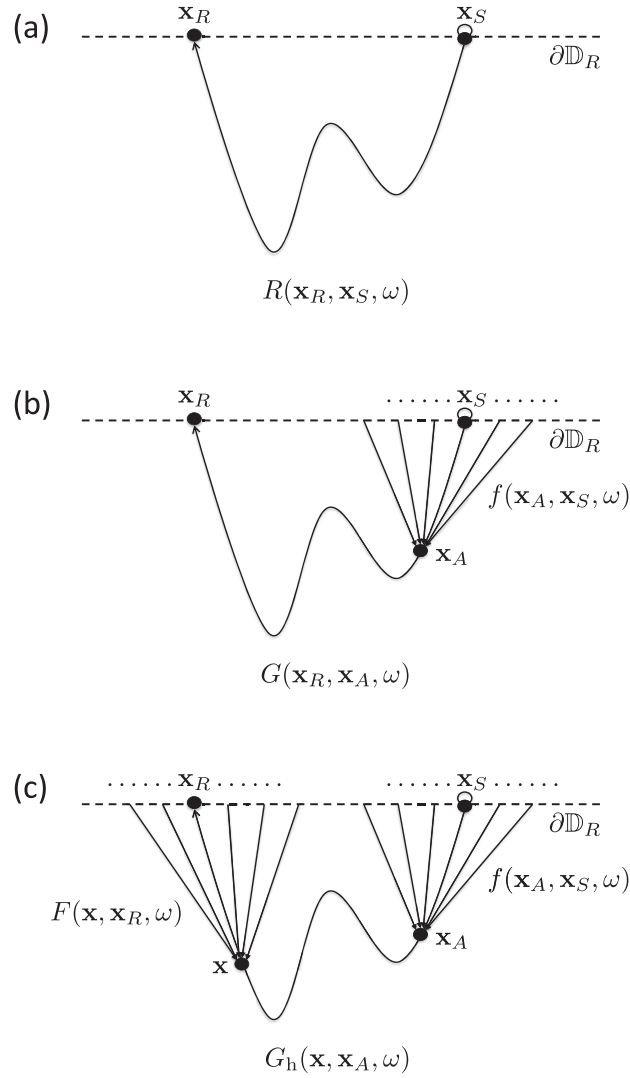 (a)
𝐱_R 𝐱_S
∂𝔻_R
R(𝐱_R, 𝐱_S, ω)
(b)
𝐱_R · · · · · · 𝐱_S · · · · · ·
∂𝔻_R
f(𝐱_A, 𝐱_S, ω)
𝐱_A
G(𝐱_R, 𝐱_A, ω)
(c)
· · · · · · 𝐱_R · · · · · · · · · · · · 𝐱_S · · · · · ·
∂𝔻_R
F(𝐱, 𝐱_R, ω) f(𝐱_A, 𝐱_S, ω)
𝐱_A
𝐱
G_h(𝐱, 𝐱_A, ω)